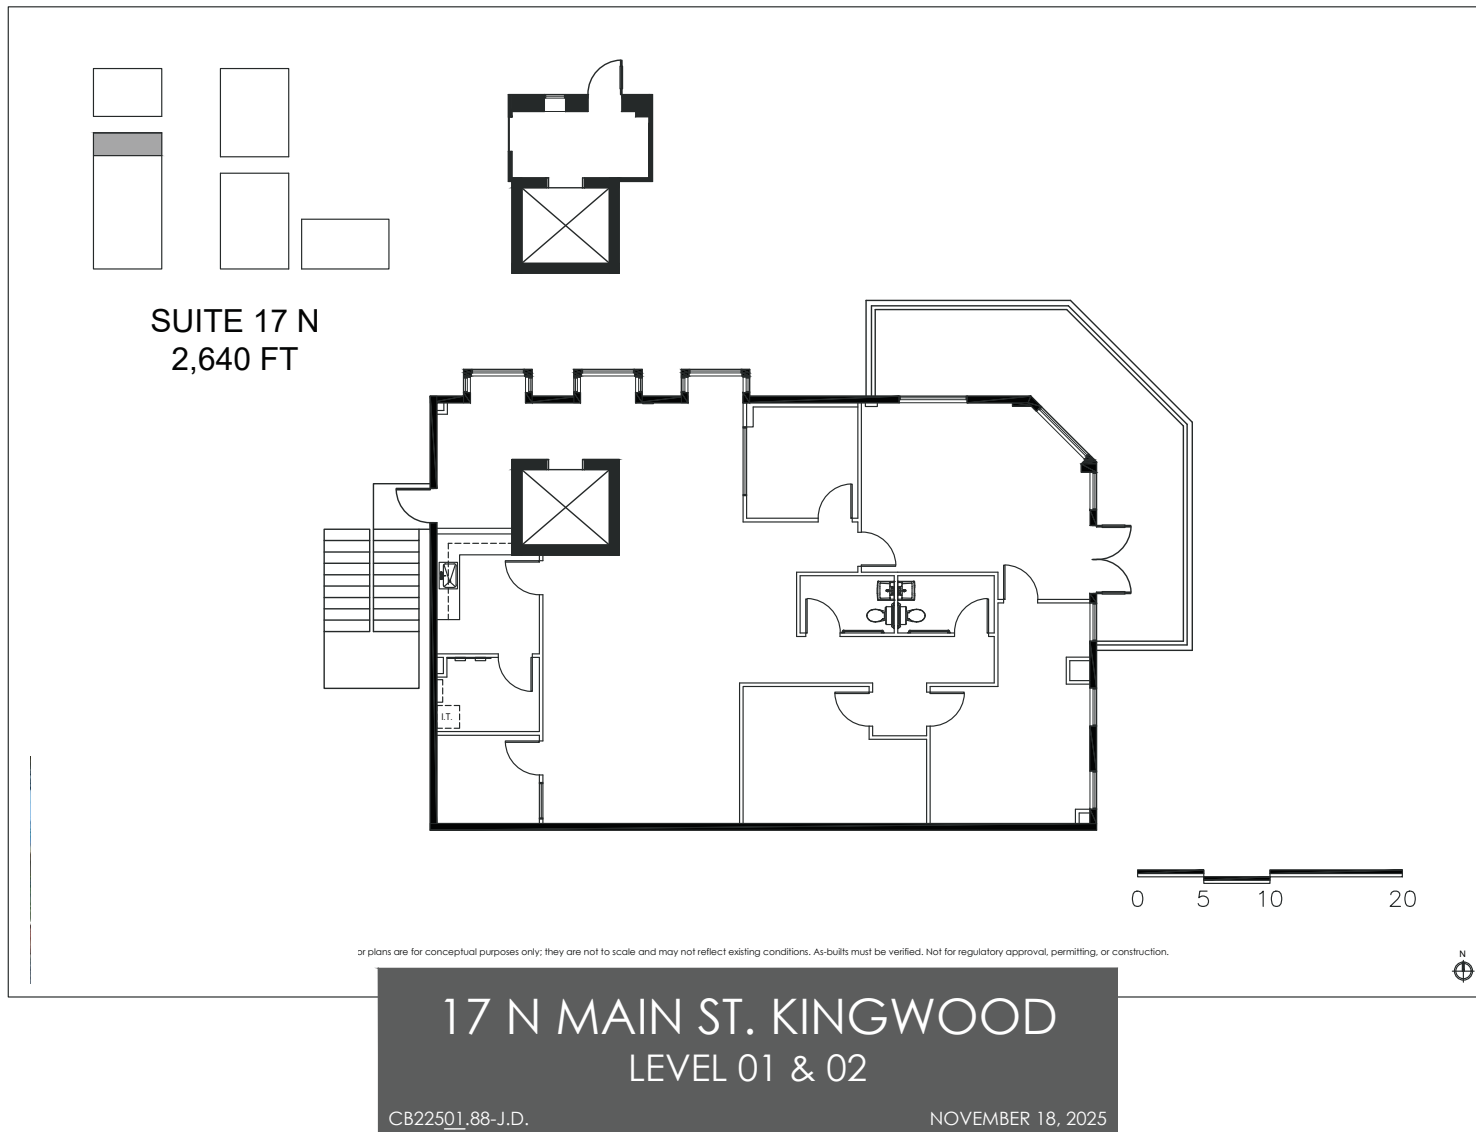 SUITE 17 N
2,640 FT
I.T.
0 5 10 20
or plans are for conceptual purposes only; they are not to scale and may not reflect existing conditions. As-builts must be verified. Not for regulatory approval, permitting, or construction.
N
17 N MAIN ST. KINGWOOD
LEVEL 01 & 02
CB22501.88-J.D.
NOVEMBER 18, 2025